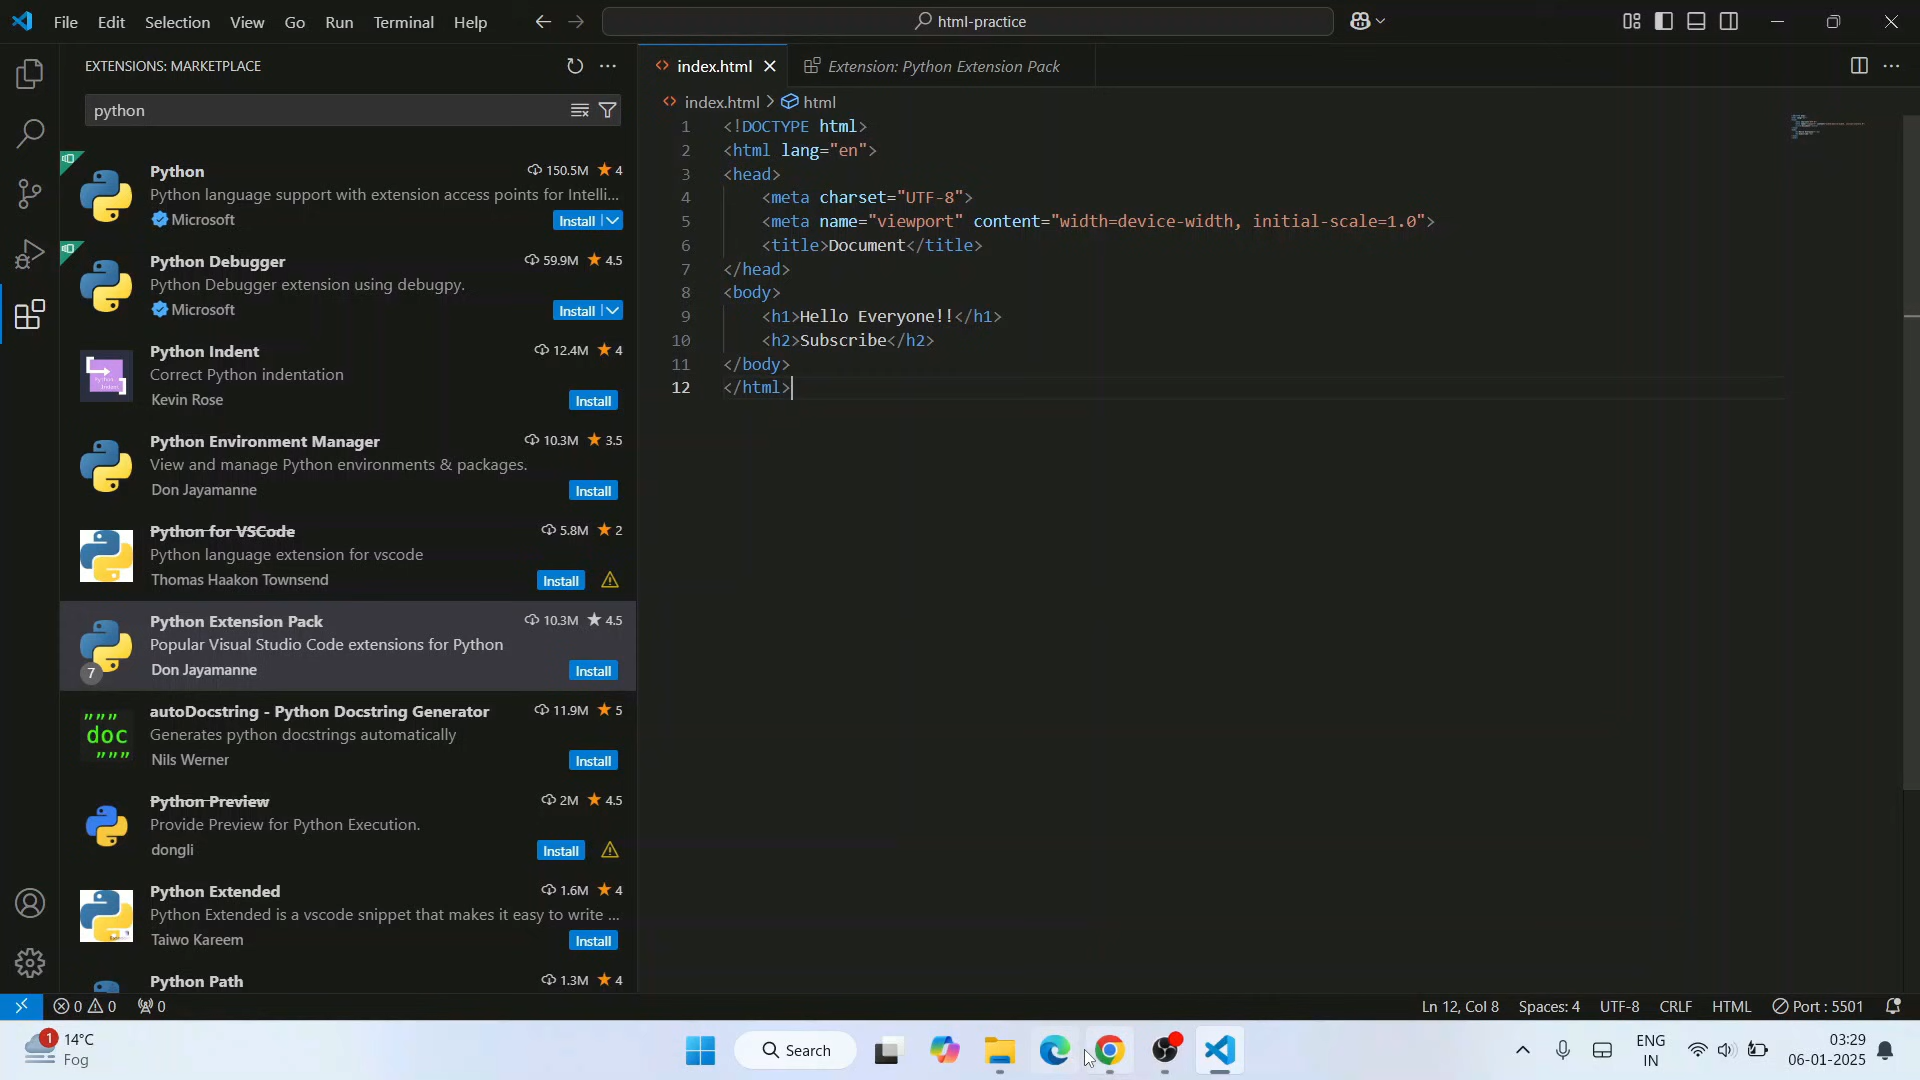 File Edit Selection View Go Run Terminal Help html-practice
EXTENSIONS: MARKETPLACE
python
Python 150.5M 4
Python language support with extension access points for Intelli...
Microsoft Install
Python Debugger 59.9M 4.5
Python Debugger extension using debugpy.
Microsoft Install
Python Indent 12.4M 4
Correct Python indentation
Kevin Rose Install
Python Environment Manager 10.3M 3.5
View and manage Python environments & packages.
Don Jayamanne Install
Python for VSCode 5.8M 2
Python language extension for vscode
Thomas Haakon Townsend Install
Python Extension Pack 10.3M 4.5
Popular Visual Studio Code extensions for Python
7 Don Jayamanne Install
autoDocstring - Python Docstring Generator 11.9M 5
Generates python docstrings automatically
Nils Werner Install
Python Preview 2M 4.5
Provide Preview for Python Execution.
dongli Install
Python Extended 1.6M 4
Python Extended is a vscode snippet that makes it easy to write ...
Taiwo Kareem Install
Python Path 1.3M 4
index.html Extension: Python Extension Pack
index.html > html
1 <!DOCTYPE html>
2 <html lang="en">
3 <head>
4 <meta charset="UTF-8">
5 <meta name="viewport" content="width=device-width, initial-scale=1.0">
6 <title>Document</title>
7 </head>
8 <body>
9 <h1>Hello Everyone!!</h1>
10 <h2>Subscribe</h2>
11 </body>
12 </html>
0 0 0 Ln 12, Col 8 Spaces: 4 UTF-8 CRLF HTML Port : 5501
1 14°C
Fog
Search
ENG
IN
03:29
06-01-2025